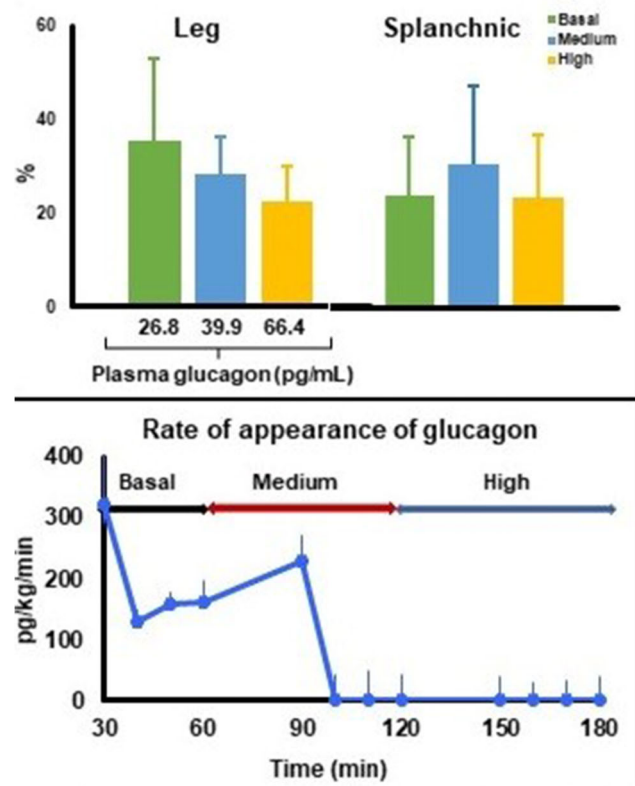 60
Leg
Splanchnic
Basal
Medium
High
40
%
20
0
26.8 39.9 66.4
Plasma glucagon (pg/mL)
Rate of appearance of glucagon
400
Basal
Medium
High
300
pg/kg/min
200
100
0
30 60 90 120 150 180
Time (min)